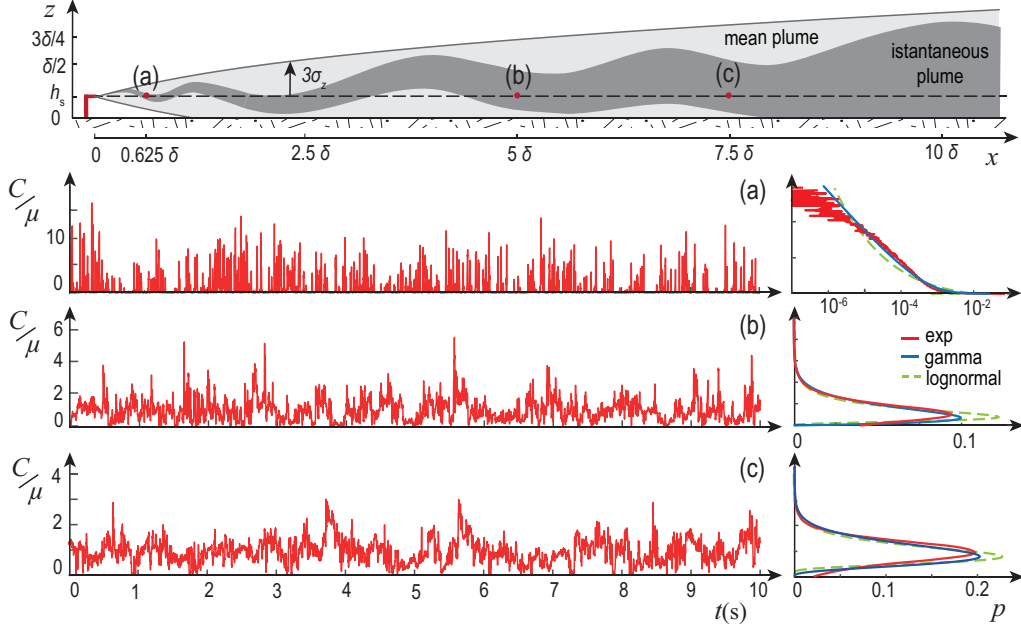 z
3δ/4
δ/2
h_s
0
(a)
3σ_z
(b)
(c)
mean plume
istantaneous
plume
0
0.625 δ
2.5 δ
5 δ
7.5 δ
10 δ
x
C/μ
(a)
10
0
10⁻⁶
10⁻⁴
10⁻²
C/μ
(b)
6
4
2
0
exp
gamma
lognormal
0
0.1
C/μ
(c)
4
2
0
0
1
2
3
4
5
6
7
8
9
10
t(s)
0
0.1
0.2
p